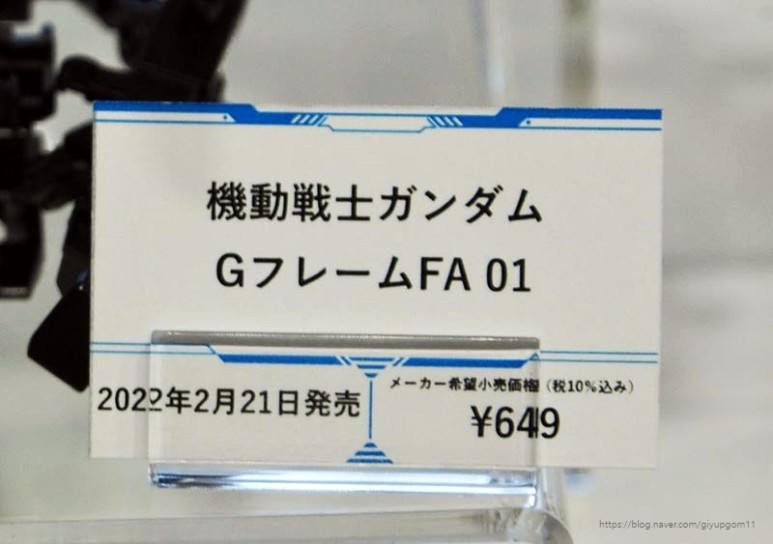 機動戦士ガンダム
GフレームFA 01
2022年2月21日発売
メーカー希望小売価格（税10%込み）
¥649
https://blog.naver.com/giyupgom11